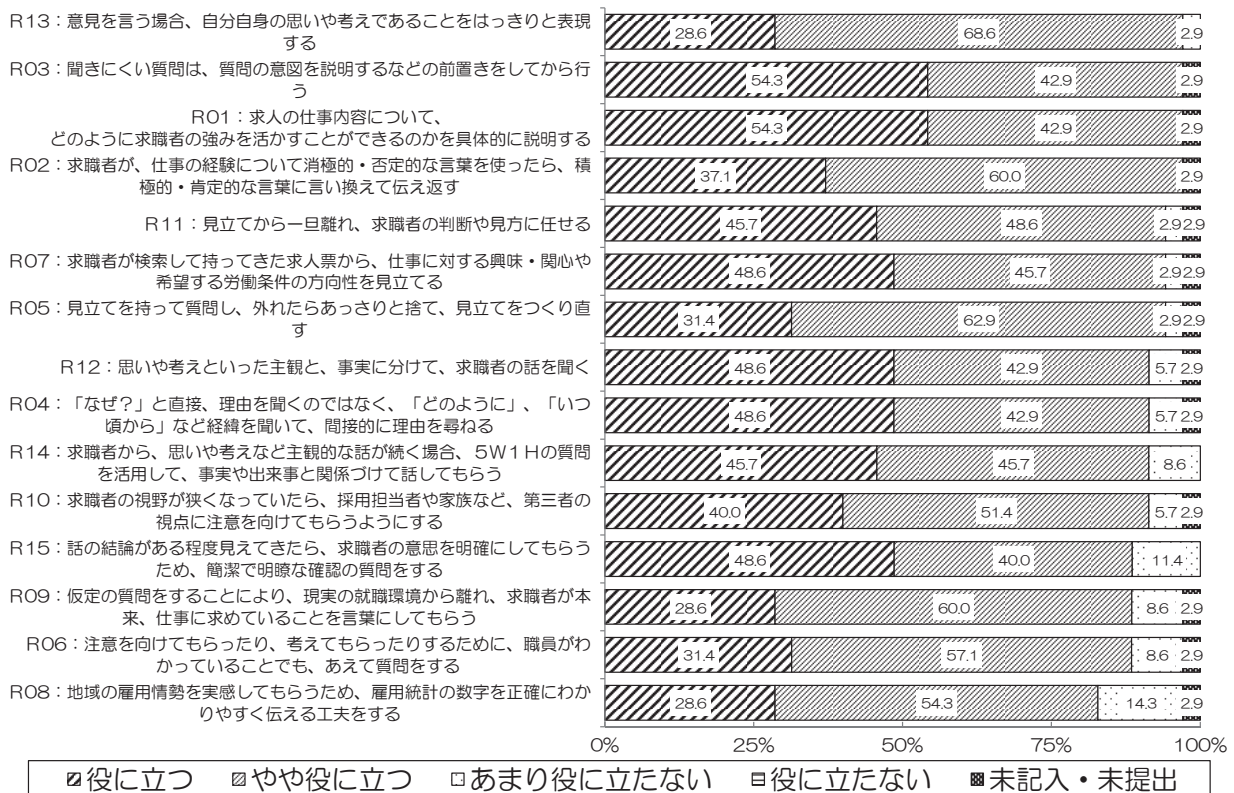 R13：意見を言う場合、自分自身の思いや考えであることをはっきりと表現
する
28.6 68.6 2.9
R03：聞きにくい質問は、質問の意図を説明するなどの前置きをしてから行
う
54.3 42.9 2.9
R01：求人の仕事内容について、
どのように求職者の強みを活かすことができるのかを具体的に説明する
54.3 42.9 2.9
R02：求職者が、仕事の経験について消極的・否定的な言葉を使ったら、積
極的・肯定的な言葉に言い換えて伝え返す
37.1 60.0 2.9
R11：見立てから一旦離れ、求職者の判断や見方に任せる
45.7 48.6 2.9 2.9
R07：求職者が検索して持ってきた求人票から、仕事に対する興味・関心や
希望する労働条件の方向性を見立てる
48.6 45.7 2.9 2.9
R05：見立てを持って質問し、外れたらあっさりと捨て、見立てをつくり直
す
31.4 62.9 2.9 2.9
R12：思いや考えといった主観と、事実に分けて、求職者の話を聞く
48.6 42.9 5.7 2.9
R04：「なぜ？」と直接、理由を聞くのではなく、「どのように」、「いつ
頃から」など経緯を聞いて、間接的に理由を尋ねる
48.6 42.9 5.7 2.9
R14：求職者から、思いや考えなど主観的な話が続く場合、5W1Hの質問
を活用して、事実や出来事と関係づけて話してもらう
45.7 45.7 8.6
R10：求職者の視野が狭くなっていたら、採用担当者や家族など、第三者の
視点に注意を向けてもらうようにする
40.0 51.4 5.7 2.9
R15：話の結論がある程度見えてきたら、求職者の意思を明確にしてもらう
ため、簡潔で明瞭な確認の質問をする
48.6 40.0 11.4
R09：仮定の質問をすることにより、現実の就職環境から離れ、求職者が本
来、仕事に求めていることを言葉にしてもらう
28.6 60.0 8.6 2.9
R06：注意を向けてもらったり、考えてもらったりするために、職員がわ
かっていることでも、あえて質問をする
31.4 57.1 8.6 2.9
R08：地域の雇用情勢を実感してもらうため、雇用統計の数字を正確にわか
りやすく伝える工夫をする
28.6 54.3 14.3 2.9
0% 25% 50% 75% 100%
役に立つ やや役に立つ あまり役に立たない 役に立たない 未記入・未提出